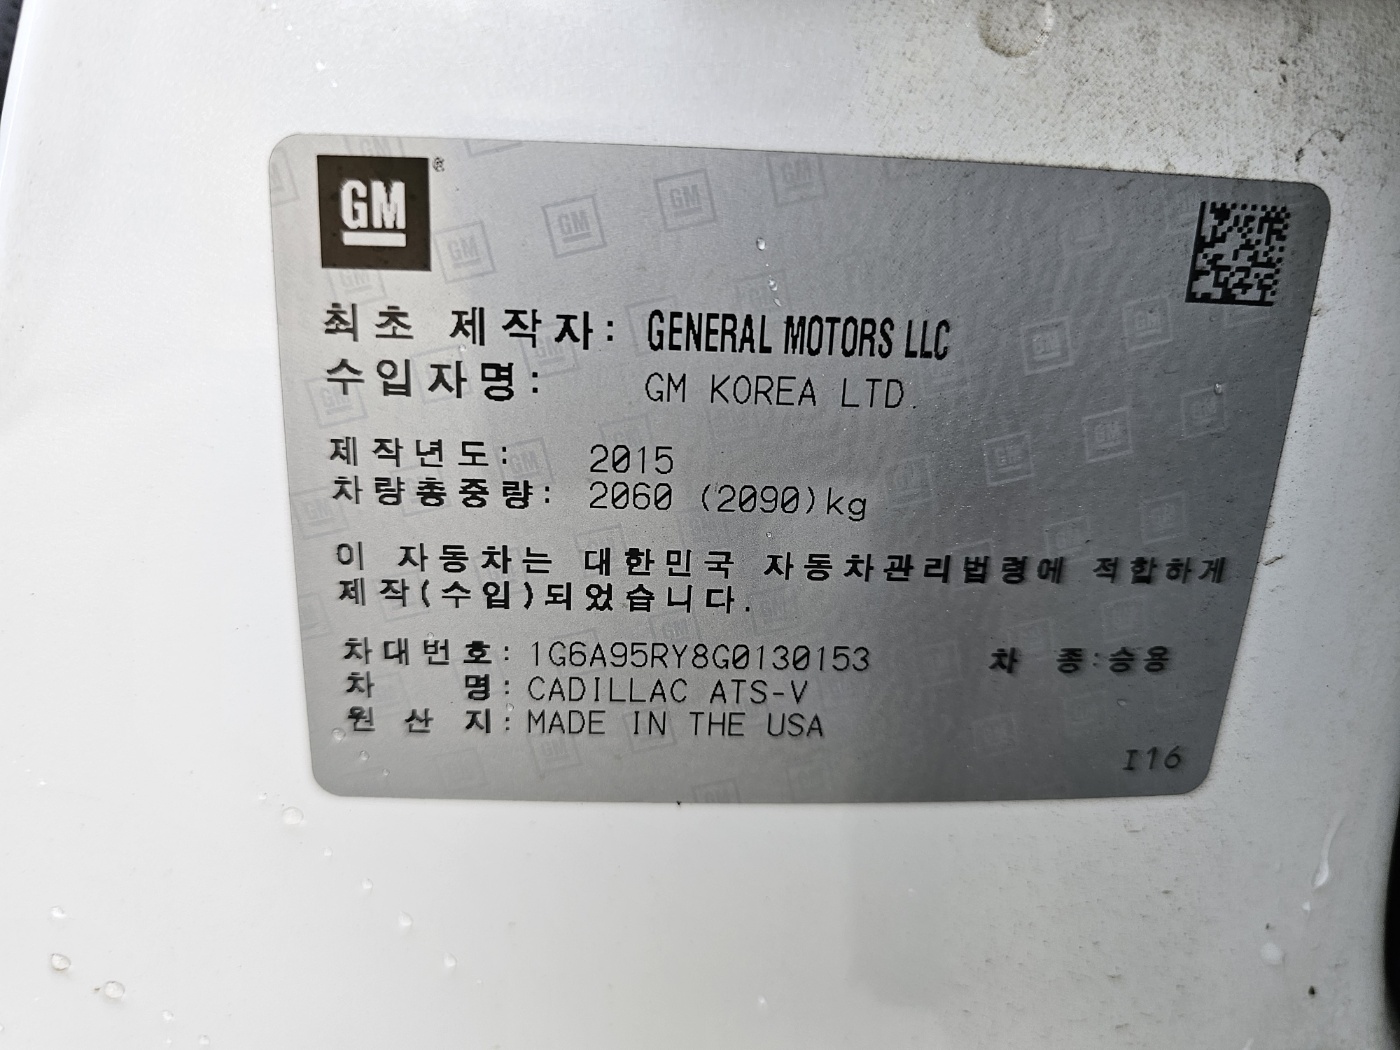 GM ®
최초 제작자: GENERAL MOTORS LLC
수입자명: GM KOREA LTD.
제작년도: 2015
차량총중량: 2060 (2090)kg
이 자동차는 대한민국 자동차관리법령에 적합하게
제작(수입)되었습니다.
차대번호: 1G6A95RY8G0130153 차 종:승용
차 명: CADILLAC ATS-V
원 산 지: MADE IN THE USA
I16